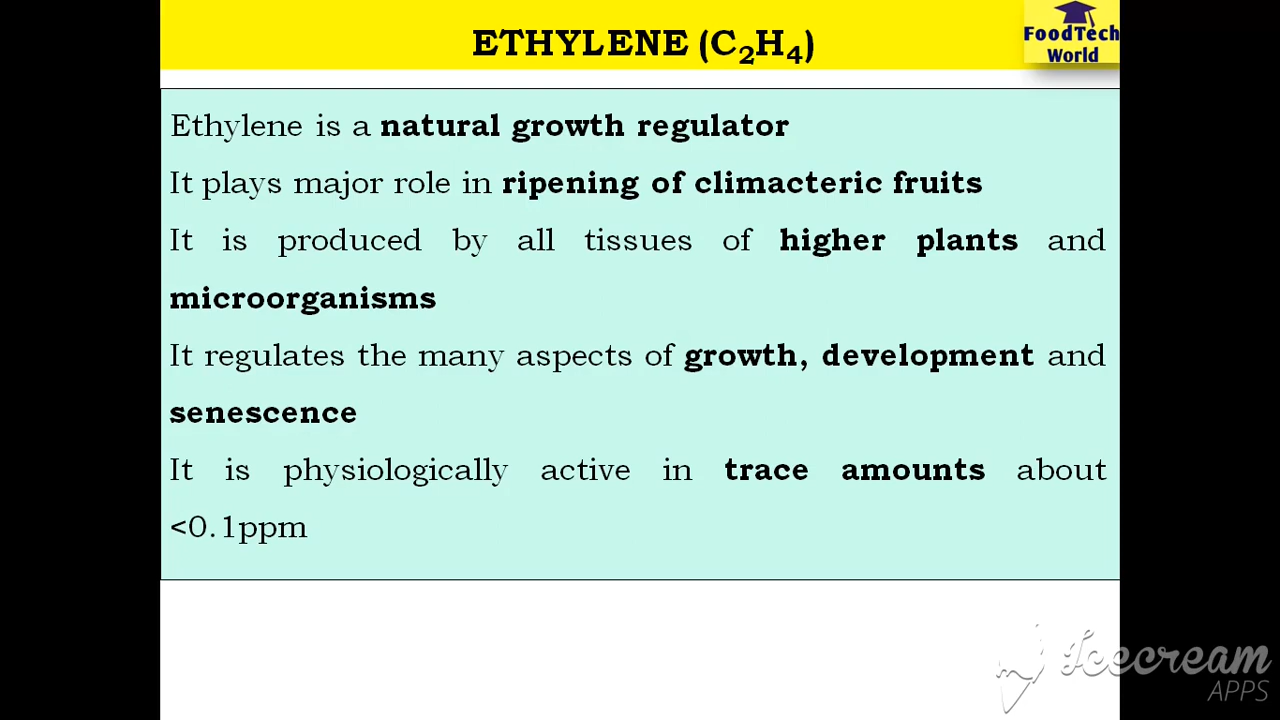 ETHYLENE (C₂H₄)
FoodTech
World
Ethylene is a natural growth regulator
It plays major role in ripening of climacteric fruits
It is produced by all tissues of higher plants and
microorganisms
It regulates the many aspects of growth, development and
senescence
It is physiologically active in trace amounts about
<0.1ppm
Icecream
APPS